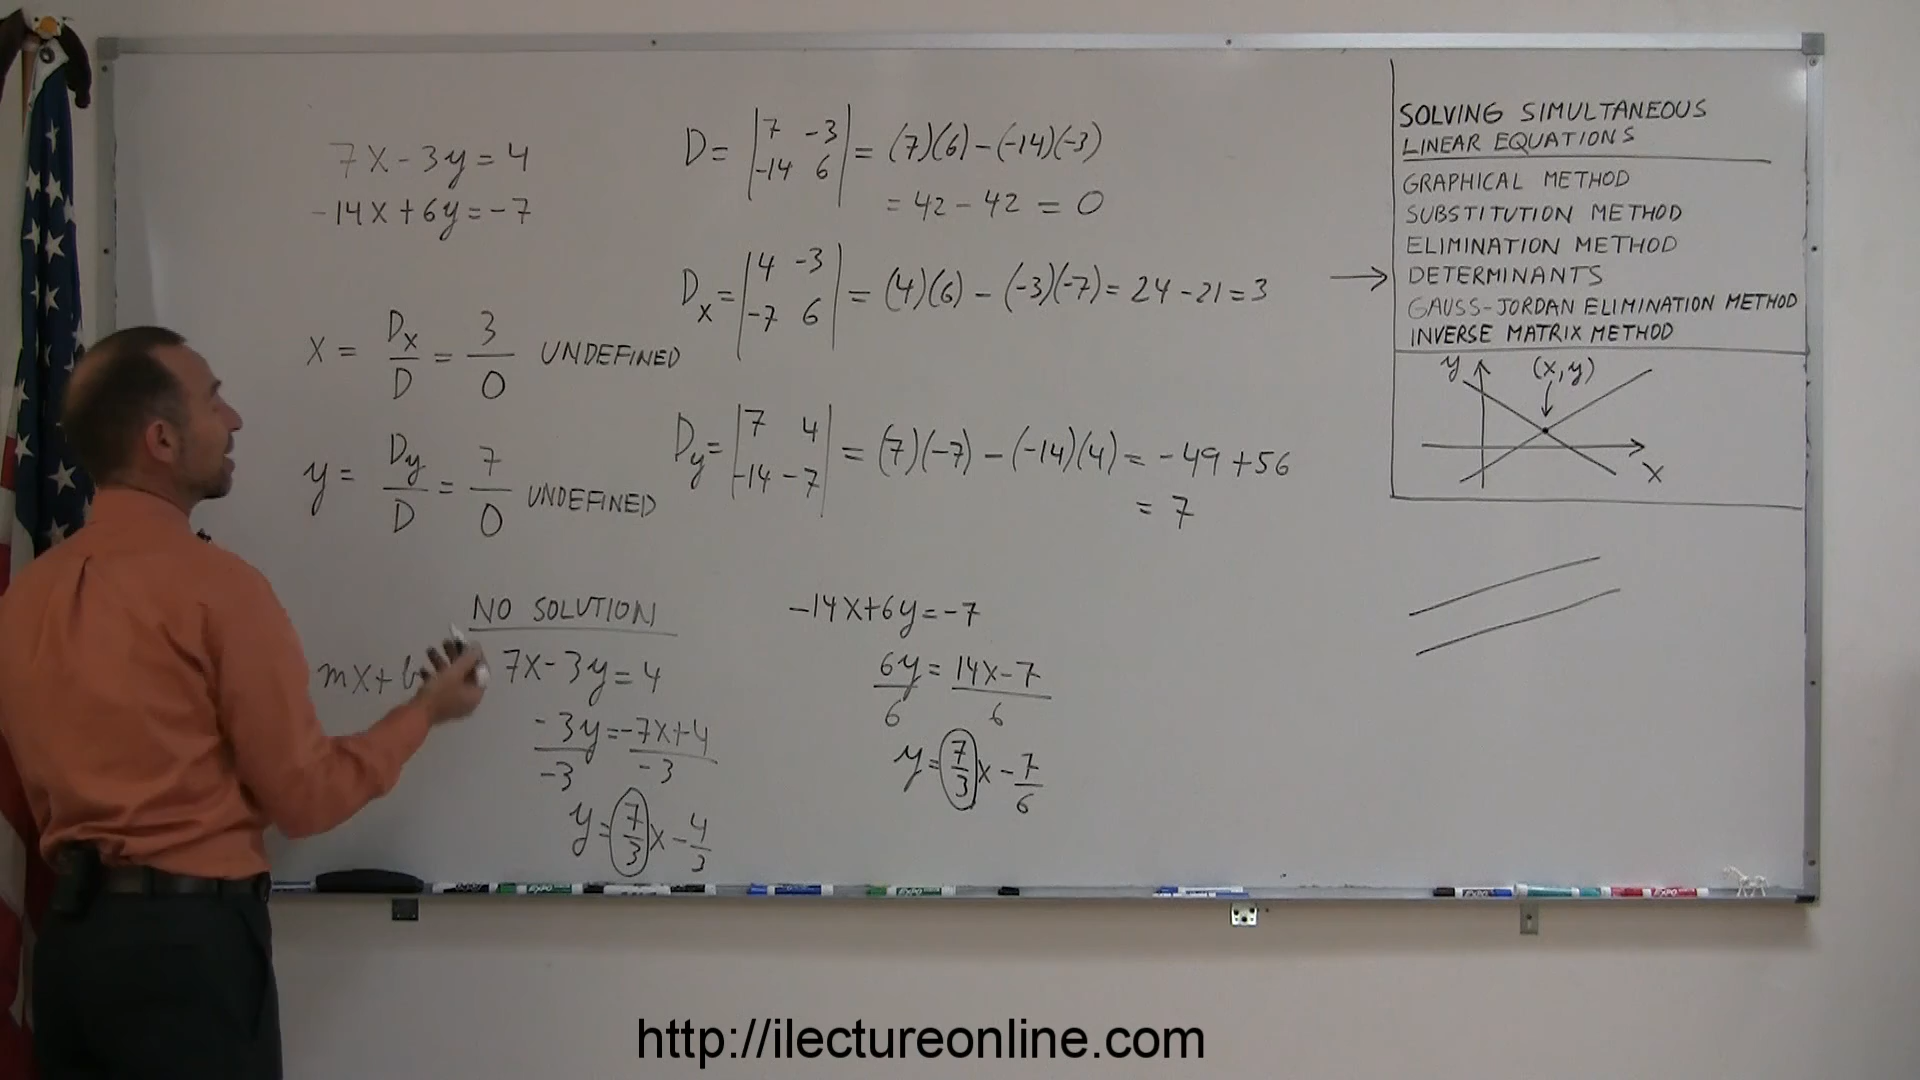 7x - 3y = 4
-14x + 6y = -7
x = Dx/D = 3/0 UNDEFINED
y = Dy/D = 7/0 UNDEFINED
D = |7 -3|
|-14 6| = (7)(6) - (-14)(-3)
= 42 - 42 = 0
Dx = |4 -3|
|-7 6| = (4)(6) - (-3)(-7) = 24 - 21 = 3
Dy = |7 4|
|-14 -7| = (7)(-7) - (-14)(4) = -49 + 56
= 7
NO SOLUTION
mx + b
7x - 3y = 4
-3y/-3 = -7x+4/-3
y = 7/3 x - 4/3
-14x + 6y = -7
6y/6 = 14x-7/6
y = 7/3 x - 7/6
SOLVING SIMULTANEOUS
LINEAR EQUATIONS
GRAPHICAL METHOD
SUBSTITUTION METHOD
ELIMINATION METHOD
→ DETERMINANTS
GAUSS-JORDAN ELIMINATION METHOD
INVERSE MATRIX METHOD
y (x,y)
x
EXPO
EXPO
EXPO
EXPO
http://ilectureonline.com